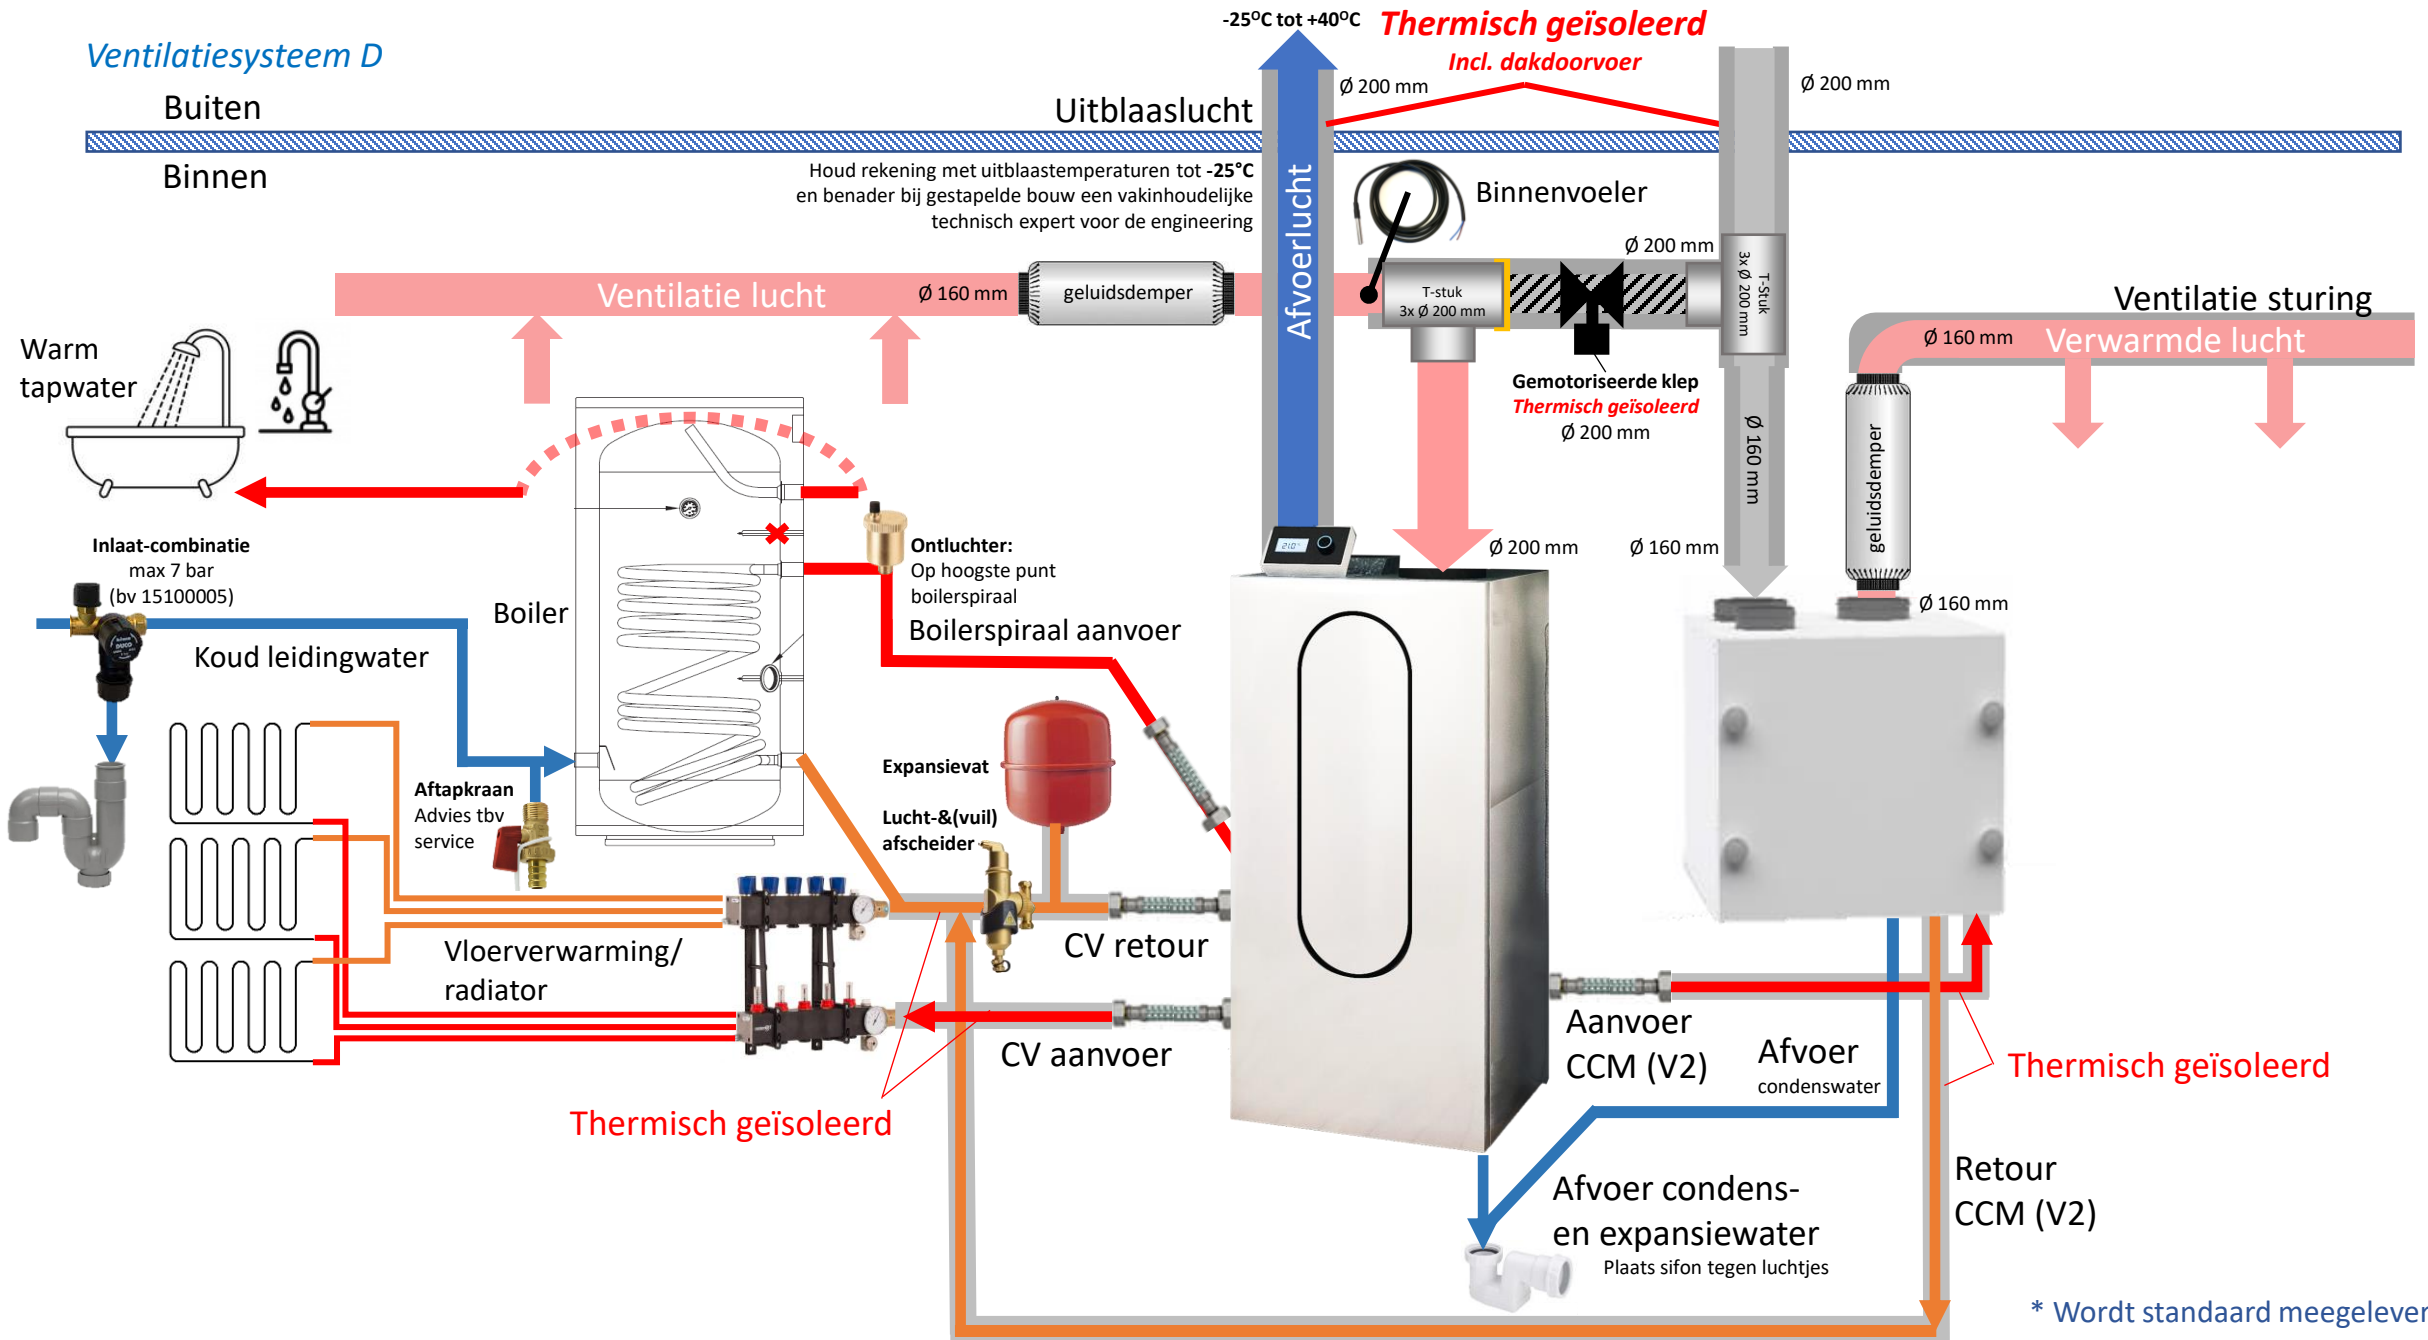 -25ºC tot +40ºC
Thermisch geïsoleerd
Incl. dakdoorvoer
Ventilatiesysteem D
Buiten
Uitblaaslucht
Ø 200 mm
Ø 200 mm
Binnen
Houd rekening met uitblaastemperaturen tot -25°C
en benader bij gestapelde bouw een vakinhoudelijke
technisch expert voor de engineering
Afvoerlucht
Binnenvoeler
Ø 200 mm
T-Stuk
3x Ø 200 mm
Ventilatie lucht
Ø 160 mm
geluidsdemper
T-stuk
3x Ø 200 mm
Ventilatie sturing
Ø 160 mm
Verwarmde lucht
Warm
tapwater
Gemotoriseerde klep
Thermisch geïsoleerd
Ø 200 mm
Ø 160 mm
geluidsdemper
Inlaat-combinatie
max 7 bar
(bv 15100005)
Ontluchter:
Op hoogste punt
boilerspiraal
21.0°
Ø 200 mm
Ø 160 mm
Ø 160 mm
Boiler
Boilerspiraal aanvoer
Koud leidingwater
Expansievat
Aftapkraan
Advies tbv
service
Lucht-&(vuil)
afscheider
CV retour
Vloerverwarming/
radiator
CV aanvoer
Aanvoer
CCM (V2)
Afvoer
condenswater
Thermisch geïsoleerd
Thermisch geïsoleerd
Retour
CCM (V2)
Afvoer condens-
en expansiewater
Plaats sifon tegen luchtjes
* Wordt standaard meegelever